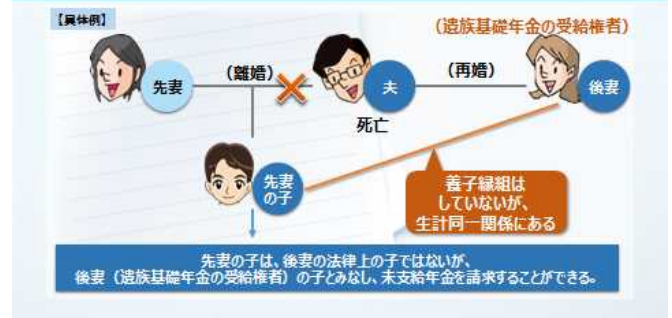 【具体例】
(遺族基礎年金の受給権者)
先妻
(離婚)
夫
(再婚)
後妻
死亡
先妻
の子
養子縁組は
していないが、
生計同一関係にある
先妻の子は、後妻の法律上の子ではないが、
後妻（遺族基礎年金の受給権者）の子とみなし、未支給年金を請求することができる。